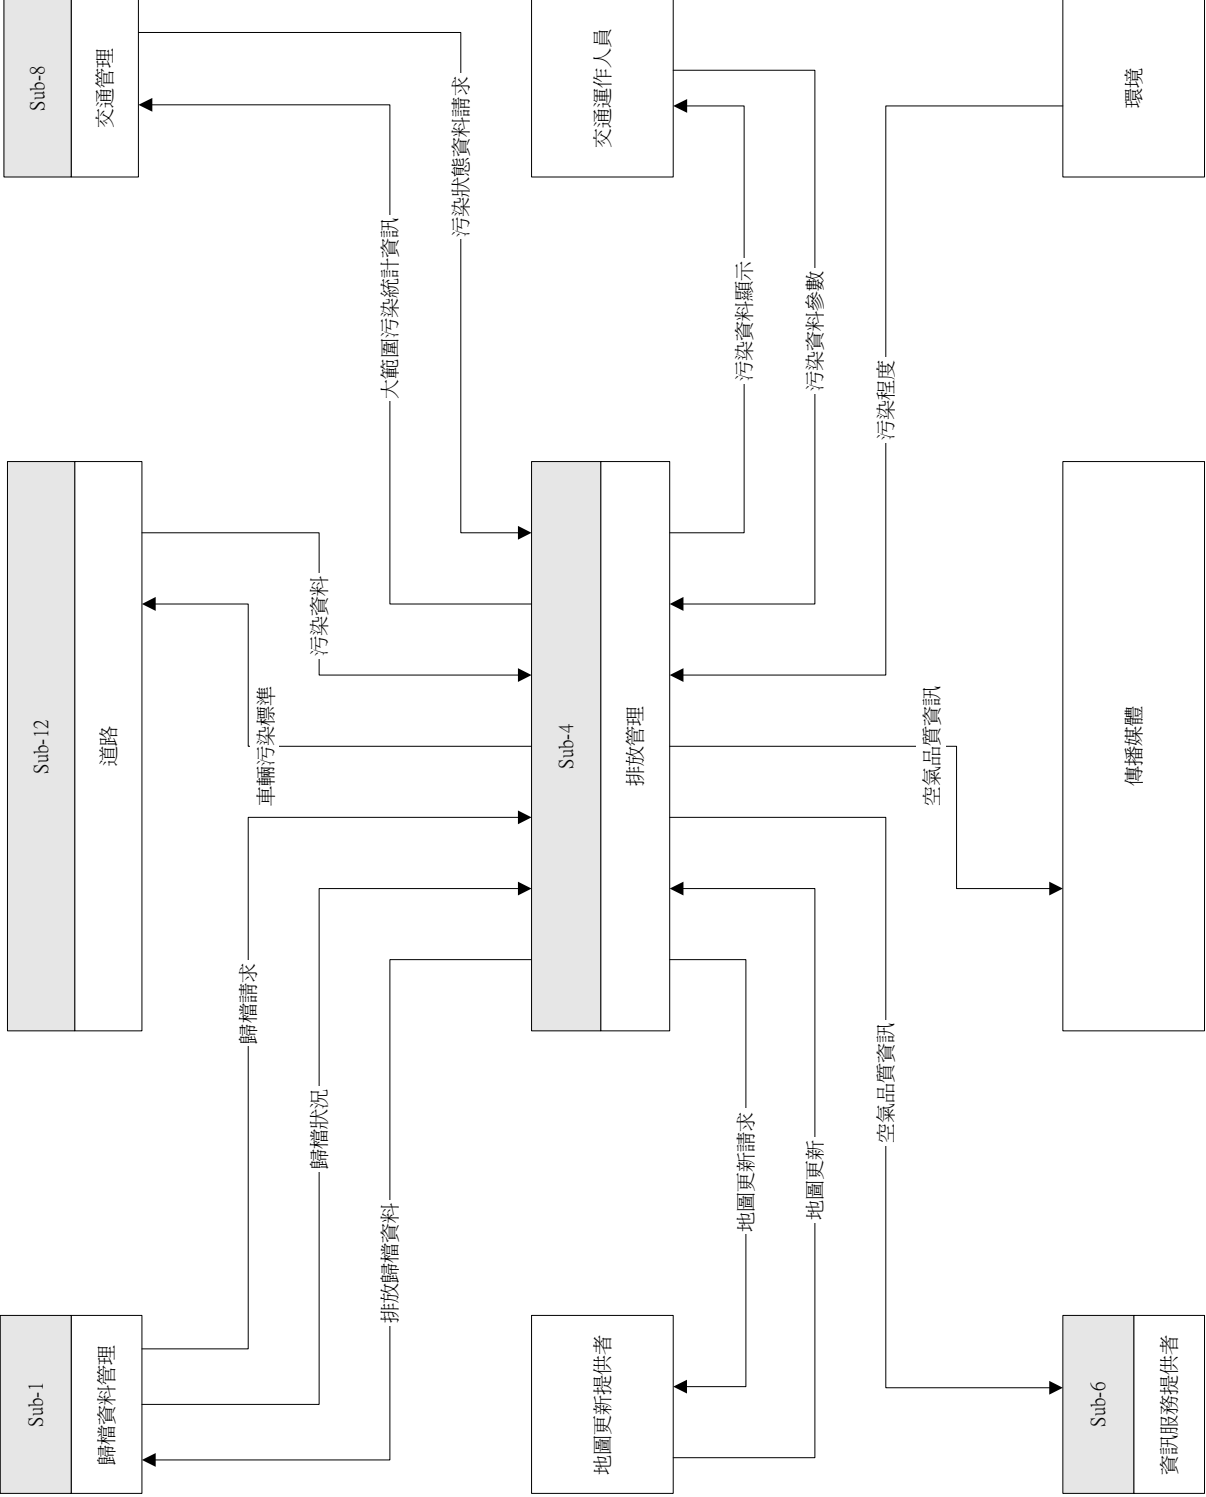 Sub-1
歸檔資料管理
Sub-12
道路
Sub-8
交通管理
歸檔請求
歸檔狀況
排放歸檔資料
車輛污染標準
污染資料
大範圍污染統計資訊
污染狀態資料請求
地圖更新提供者
Sub-4
排放管理
交通運作人員
地圖更新請求
地圖更新
空氣品質資訊
空氣品質資訊
污染資料顯示
污染資料參數
污染程度
Sub-6
資訊服務提供者
傳播媒體
環境